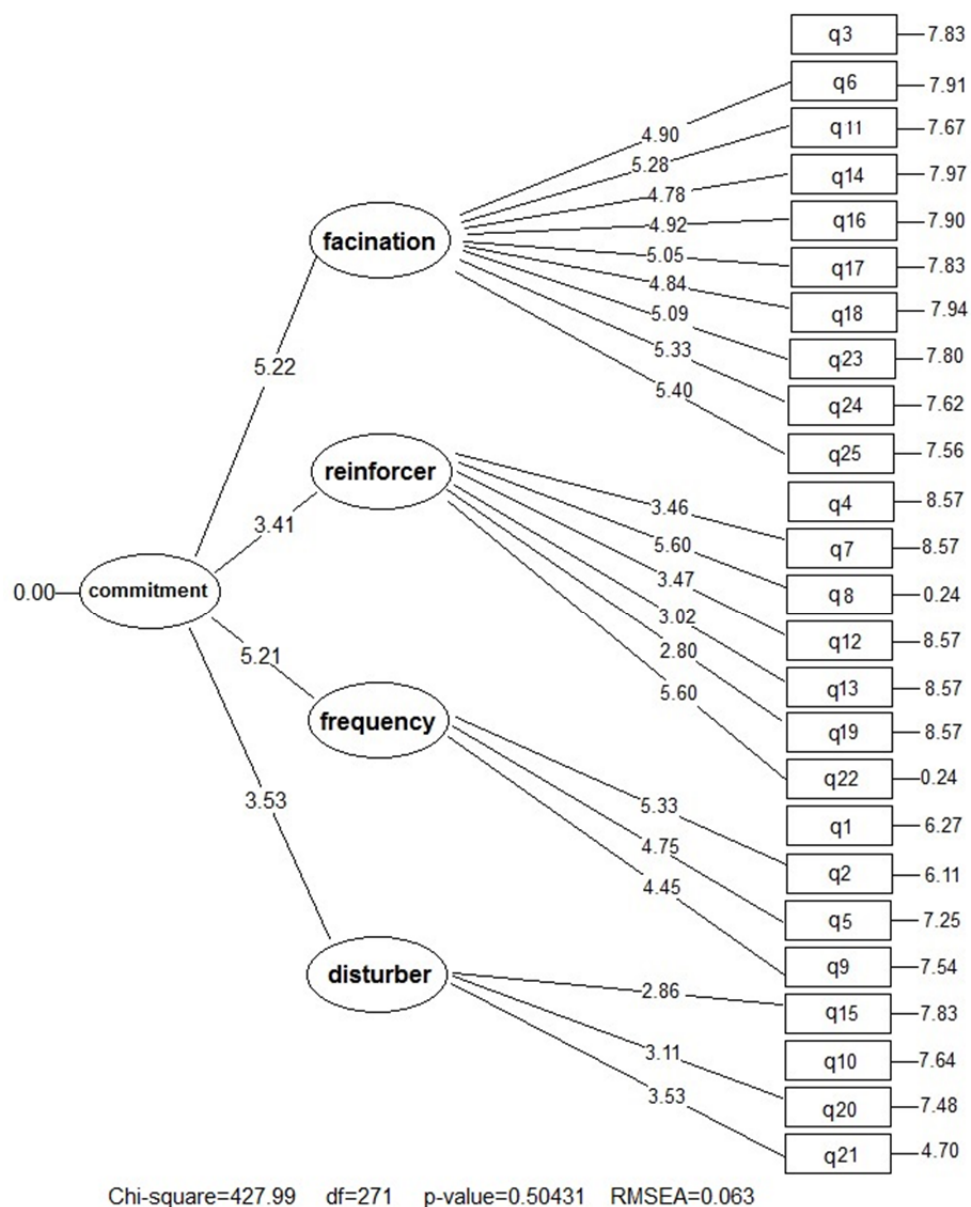 q3 7.83
q6 7.91
4.90
q11 7.67
5.28
q14 7.97
4.78
q16 7.90
4.92
facination
5.05
q17 7.83
4.84
q18 7.94
5.09
q23 7.80
5.33
q24 7.62
5.22
5.40
q25 7.56
reinforcer
q4 8.57
3.46
3.41
q7 8.57
5.60
q8 0.24
3.47
0.00 commitment
3.02
q12 8.57
2.80
q13 8.57
5.21
5.60
q19 8.57
frequency
q22 0.24
3.53
5.33
q1 6.27
4.75
q2 6.11
4.45
q5 7.25
disturber
q9 7.54
2.86
q15 7.83
3.11
q10 7.64
3.53
q20 7.48
q21 4.70
Chi-square=427.99 df=271 p-value=0.50431 RMSEA=0.063